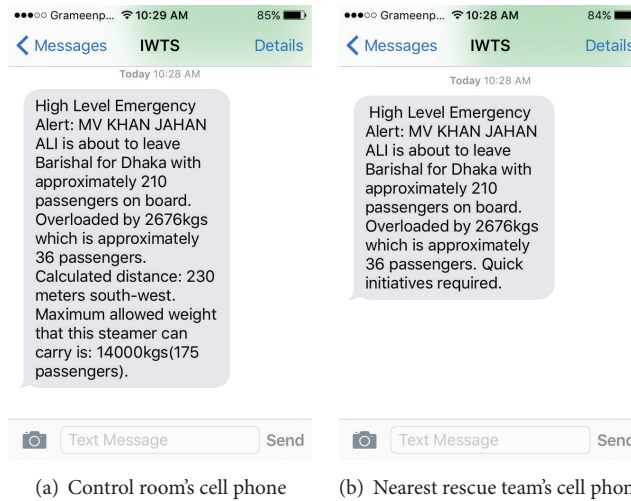 Grameenp... 10:29 AM 85%
Messages IWTS Details
Today 10:28 AM
High Level Emergency
Alert: MV KHAN JAHAN
ALI is about to leave
Barishal for Dhaka with
approximately 210
passengers on board.
Overloaded by 2676kgs
which is approximately
36 passengers.
Calculated distance: 230
meters south-west.
Maximum allowed weight
that this steamer can
carry is: 14000kgs(175
passengers).
Text Message Send
(a) Control room's cell phone
Grameenp... 10:28 AM 84%
Messages IWTS Details
Today 10:28 AM
High Level Emergency
Alert: MV KHAN JAHAN
ALI is about to leave
Barishal for Dhaka with
approximately 210
passengers on board.
Overloaded by 2676kgs
which is approximately
36 passengers. Quick
initiatives required.
Text Message Send
(b) Nearest rescue team's cell phon